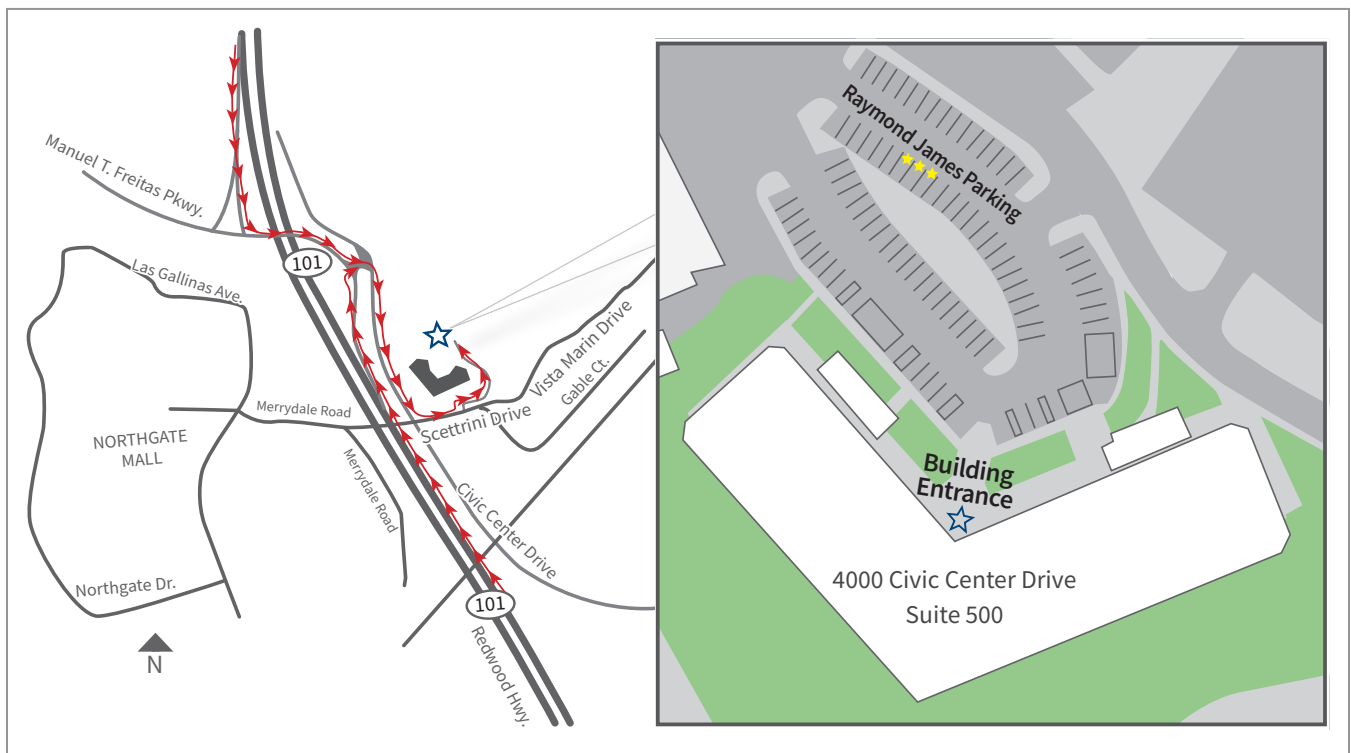 Manuel T. Freitas Pkwy.
101
Las Gallinas Ave.
Vista Marin Drive
Gable Ct.
Merrydale Road
Scettrini Drive
NORTHGATE
MALL
Merrydale Road
Civic Center Drive
Northgate Dr.
101
Redwood Hwy.
N
Raymond James Parking
Building
Entrance
4000 Civic Center Drive
Suite 500